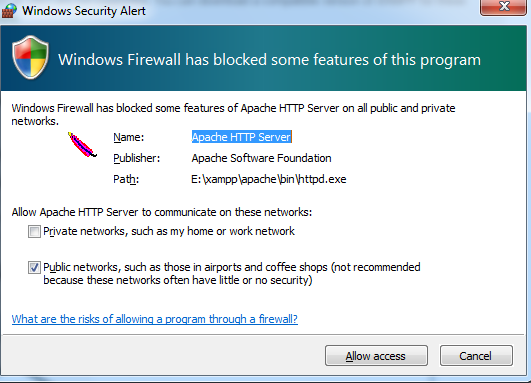 Windows Security Alert
Windows Firewall has blocked some features of this program
Windows Firewall has blocked some features of Apache HTTP Server on all public and private
networks.
Name: Apache HTTP Server
Publisher: Apache Software Foundation
Path: E:\xampp\apache\bin\httpd.exe
Allow Apache HTTP Server to communicate on these networks:
Private networks, such as my home or work network
Public networks, such as those in airports and coffee shops (not recommended
because these networks often have little or no security)
What are the risks of allowing a program through a firewall?
Allow access Cancel